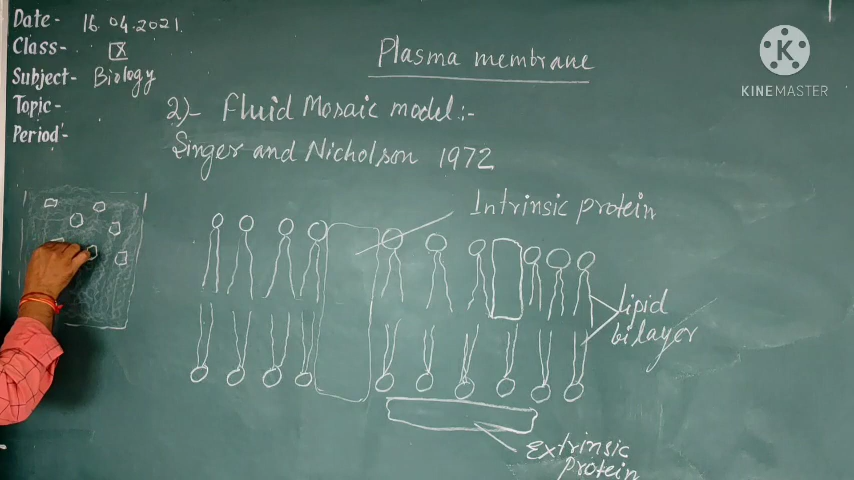 Date- 16.04.2021.
Class- X
Subject- Biology
Topic-
Period-
Plasma membrane
2)- Fluid Mosaic model:-
Singer and Nicholson 1972
Intrinsic protein
lipid
bilayer
Extrinsic
protein
K
KINEMASTER